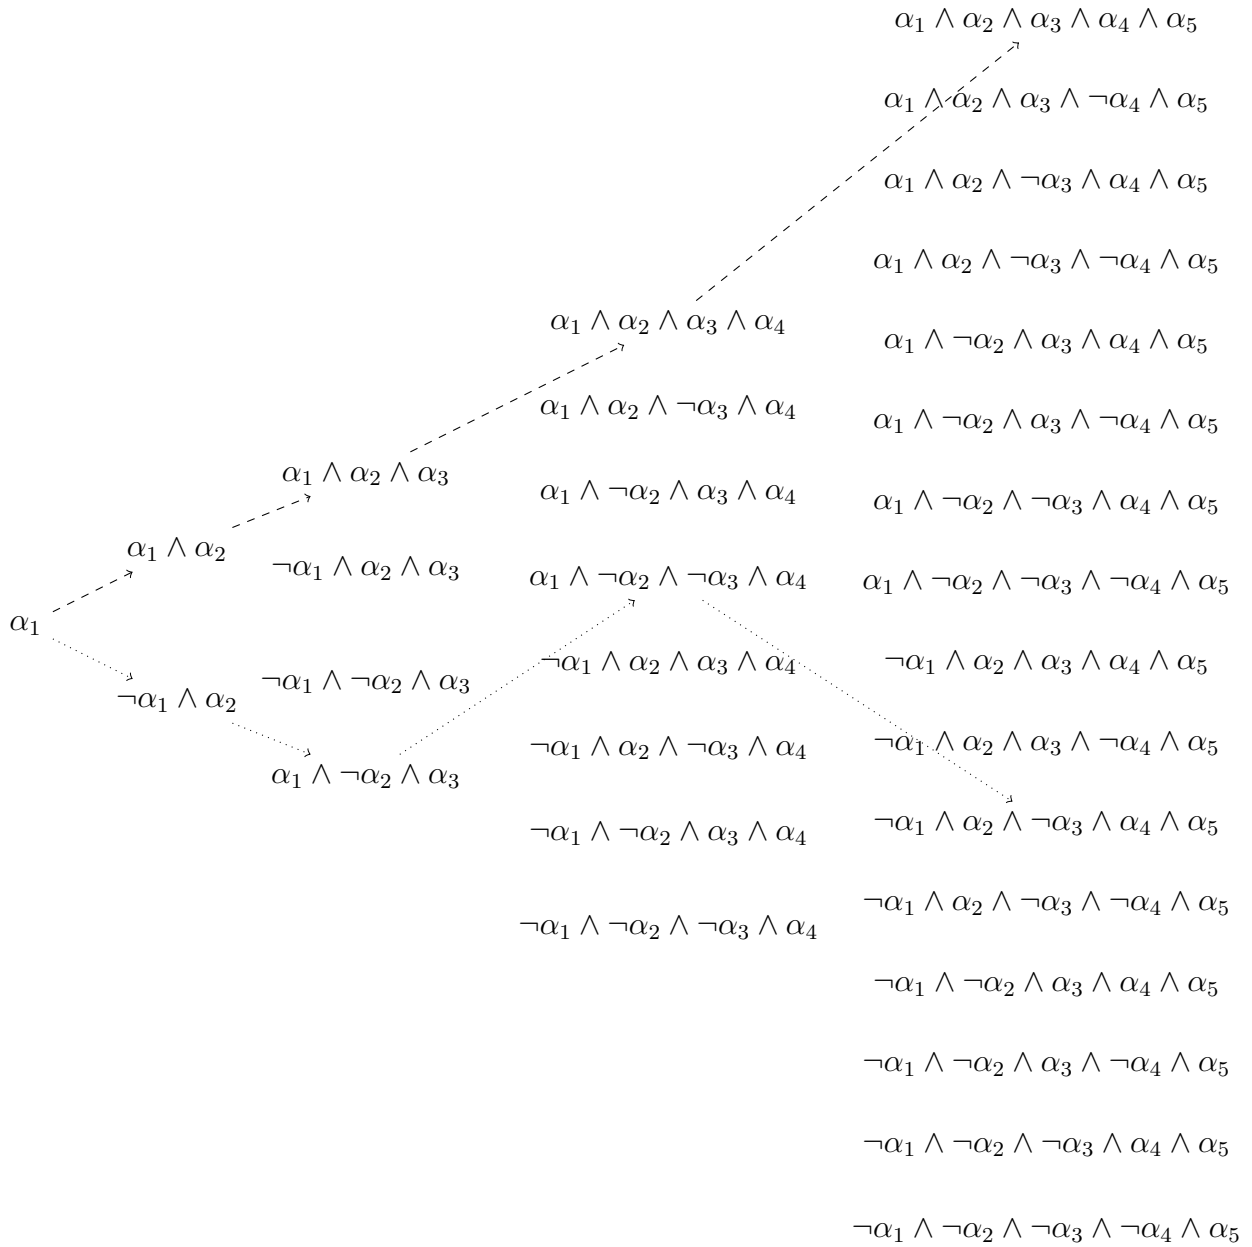 α₁
α₁ ∧ α₂
¬α₁ ∧ α₂
α₁ ∧ α₂ ∧ α₃
¬α₁ ∧ α₂ ∧ α₃
¬α₁ ∧ ¬α₂ ∧ α₃
α₁ ∧ ¬α₂ ∧ α₃
α₁ ∧ α₂ ∧ α₃ ∧ α₄
α₁ ∧ α₂ ∧ ¬α₃ ∧ α₄
α₁ ∧ ¬α₂ ∧ α₃ ∧ α₄
α₁ ∧ ¬α₂ ∧ ¬α₃ ∧ α₄
¬α₁ ∧ α₂ ∧ α₃ ∧ α₄
¬α₁ ∧ α₂ ∧ ¬α₃ ∧ α₄
¬α₁ ∧ ¬α₂ ∧ α₃ ∧ α₄
¬α₁ ∧ ¬α₂ ∧ ¬α₃ ∧ α₄
α₁ ∧ α₂ ∧ α₃ ∧ α₄ ∧ α₅
α₁ ∧ α₂ ∧ α₃ ∧ ¬α₄ ∧ α₅
α₁ ∧ α₂ ∧ ¬α₃ ∧ α₄ ∧ α₅
α₁ ∧ α₂ ∧ ¬α₃ ∧ ¬α₄ ∧ α₅
α₁ ∧ ¬α₂ ∧ α₃ ∧ α₄ ∧ α₅
α₁ ∧ ¬α₂ ∧ α₃ ∧ ¬α₄ ∧ α₅
α₁ ∧ ¬α₂ ∧ ¬α₃ ∧ α₄ ∧ α₅
α₁ ∧ ¬α₂ ∧ ¬α₃ ∧ ¬α₄ ∧ α₅
¬α₁ ∧ α₂ ∧ α₃ ∧ α₄ ∧ α₅
¬α₁ ∧ α₂ ∧ α₃ ∧ ¬α₄ ∧ α₅
¬α₁ ∧ α₂ ∧ ¬α₃ ∧ α₄ ∧ α₅
¬α₁ ∧ α₂ ∧ ¬α₃ ∧ ¬α₄ ∧ α₅
¬α₁ ∧ ¬α₂ ∧ α₃ ∧ α₄ ∧ α₅
¬α₁ ∧ ¬α₂ ∧ α₃ ∧ ¬α₄ ∧ α₅
¬α₁ ∧ ¬α₂ ∧ ¬α₃ ∧ α₄ ∧ α₅
¬α₁ ∧ ¬α₂ ∧ ¬α₃ ∧ ¬α₄ ∧ α₅